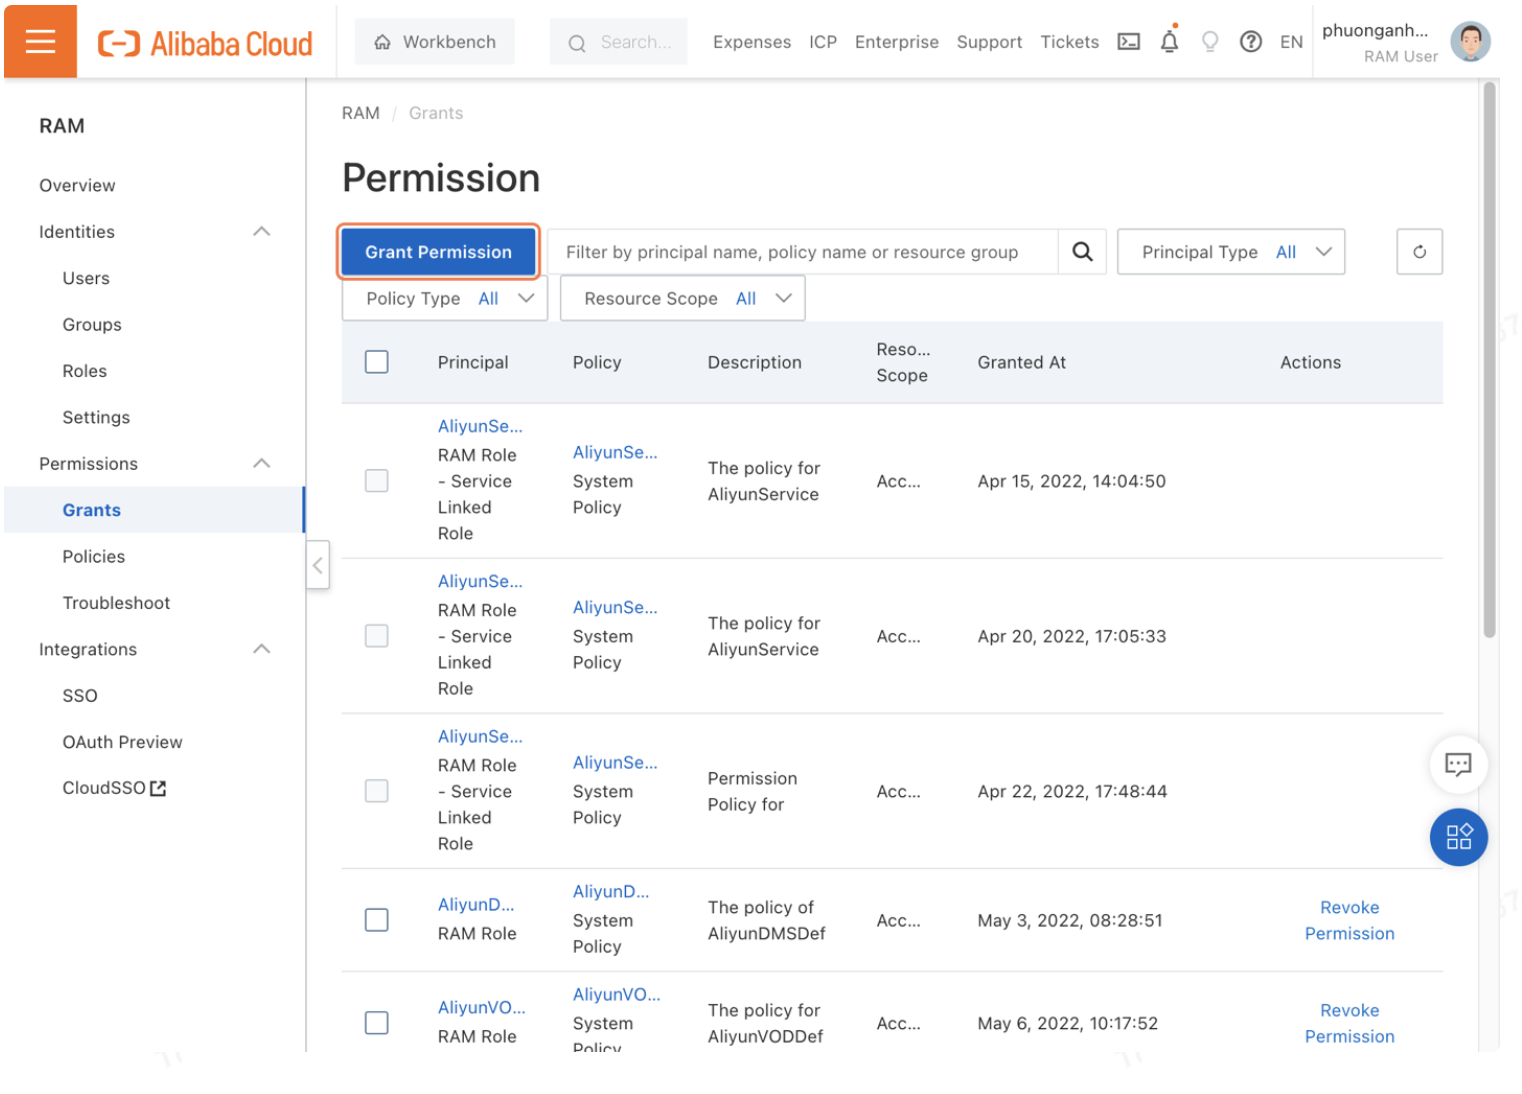 Alibaba Cloud
Workbench
Search...
Expenses ICP Enterprise Support Tickets
EN
phuonganh...
RAM User
RAM
Overview
Identities
Users
Groups
Roles
Settings
Permissions
Grants
Policies
Troubleshoot
Integrations
SSO
OAuth Preview
CloudSSO
RAM / Grants
Permission
Grant Permission
Filter by principal name, policy name or resource group
Principal Type All
Policy Type All
Resource Scope All
Principal
Policy
Description
Reso...
Scope
Granted At
Actions
AliyunSe...
RAM Role
- Service
Linked
Role
AliyunSe...
System
Policy
The policy for
AliyunService
Acc...
Apr 15, 2022, 14:04:50
AliyunSe...
RAM Role
- Service
Linked
Role
AliyunSe...
System
Policy
The policy for
AliyunService
Acc...
Apr 20, 2022, 17:05:33
AliyunSe...
RAM Role
- Service
Linked
Role
AliyunSe...
System
Policy
Permission
Policy for
Acc...
Apr 22, 2022, 17:48:44
AliyunD...
RAM Role
AliyunD...
System
Policy
The policy of
AliyunDMSDef
Acc...
May 3, 2022, 08:28:51
Revoke
Permission
AliyunVO...
RAM Role
AliyunVO...
System
Policy
The policy for
AliyunVODDef
Acc...
May 6, 2022, 10:17:52
Revoke
Permission